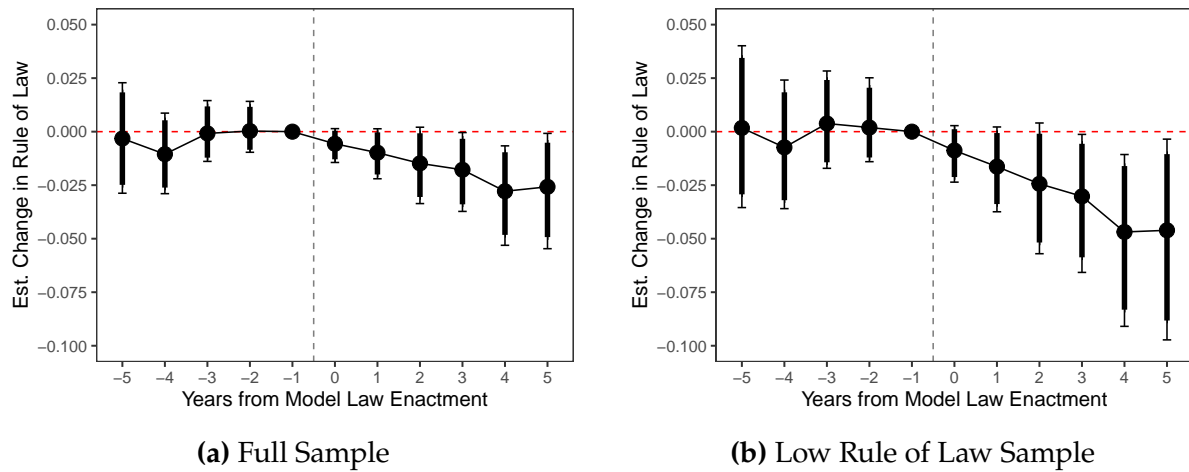 0.050
0.025
0.000
−0.025
−0.050
−0.075
−0.100
Est. Change in Rule of Law
−5 −4 −3 −2 −1 0 1 2 3 4 5
Years from Model Law Enactment
(a) Full Sample
0.050
0.025
0.000
−0.025
−0.050
−0.075
−0.100
Est. Change in Rule of Law
−5 −4 −3 −2 −1 0 1 2 3 4 5
Years from Model Law Enactment
(b) Low Rule of Law Sample